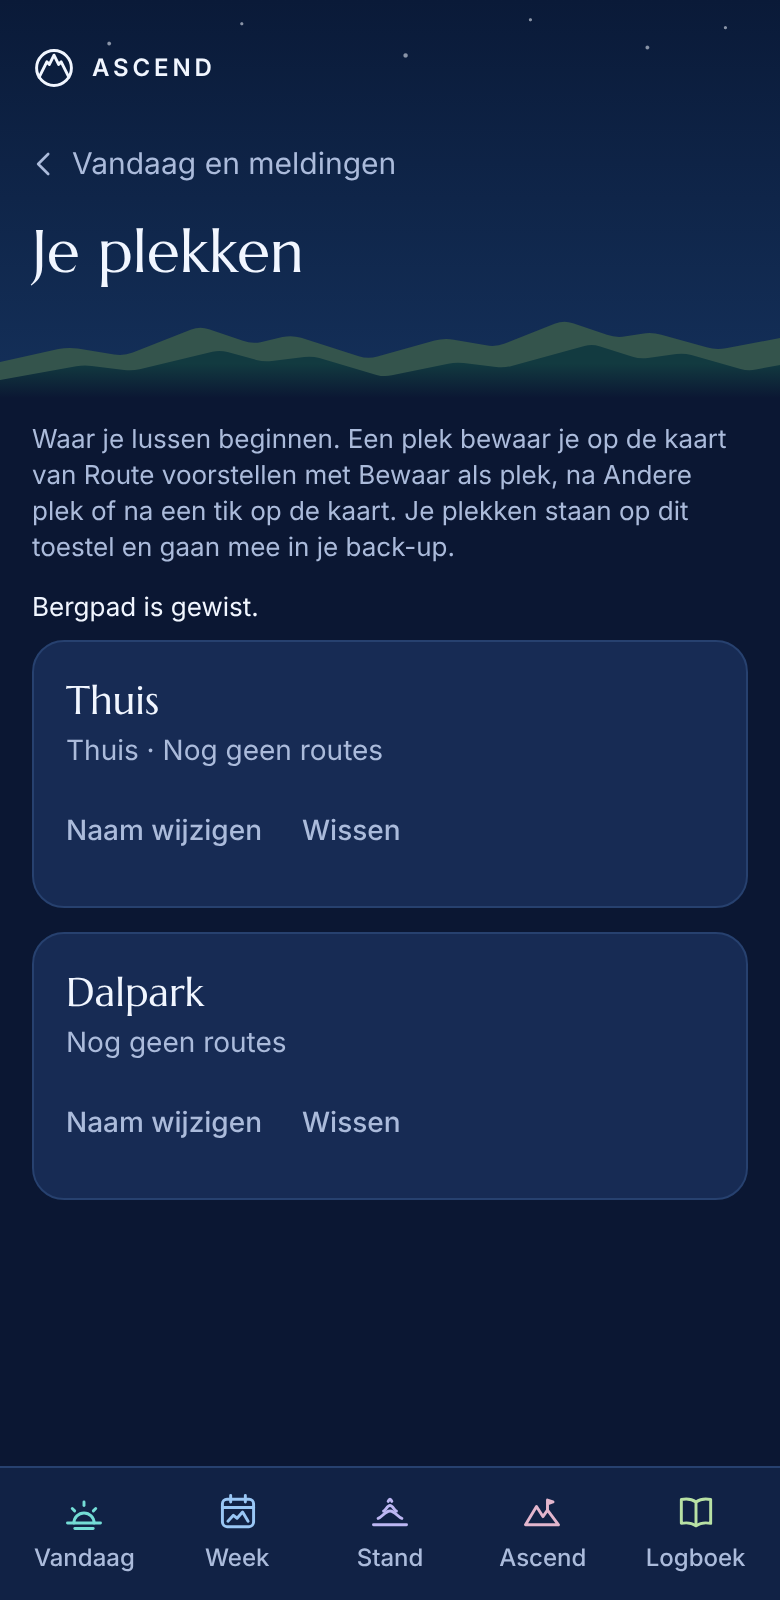 ASCEND
Vandaag en meldingen
Je plekken
Waar je lussen beginnen. Een plek bewaar je op de kaart
van Route voorstellen met Bewaar als plek, na Andere
plek of na een tik op de kaart. Je plekken staan op dit
toestel en gaan mee in je back-up.
Bergpad is gewist.
Thuis
Thuis · Nog geen routes
Naam wijzigen Wissen
Dalpark
Nog geen routes
Naam wijzigen Wissen
Vandaag Week Stand Ascend Logboek